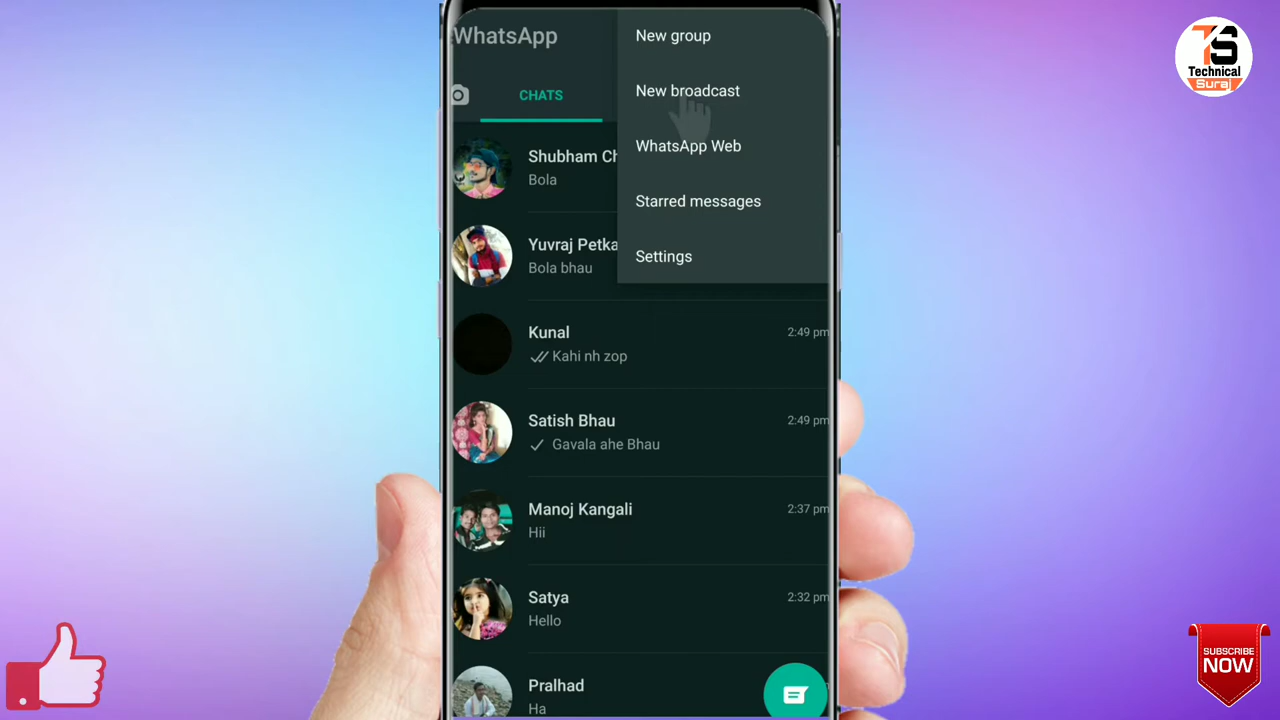 WhatsApp
New group
New broadcast
WhatsApp Web
Starred messages
Settings
CHATS
Shubham Ch
Bola
Yuvraj Petka
Bola bhau
Kunal
2:49 pm
Kahi nh zop
Satish Bhau
2:49 pm
Gavala ahe Bhau
Manoj Kangali
2:37 pm
Hii
Satya
2:32 pm
Hello
Pralhad
Ha
TS
Technical
Suraj
SUBSCRIBE
NOW